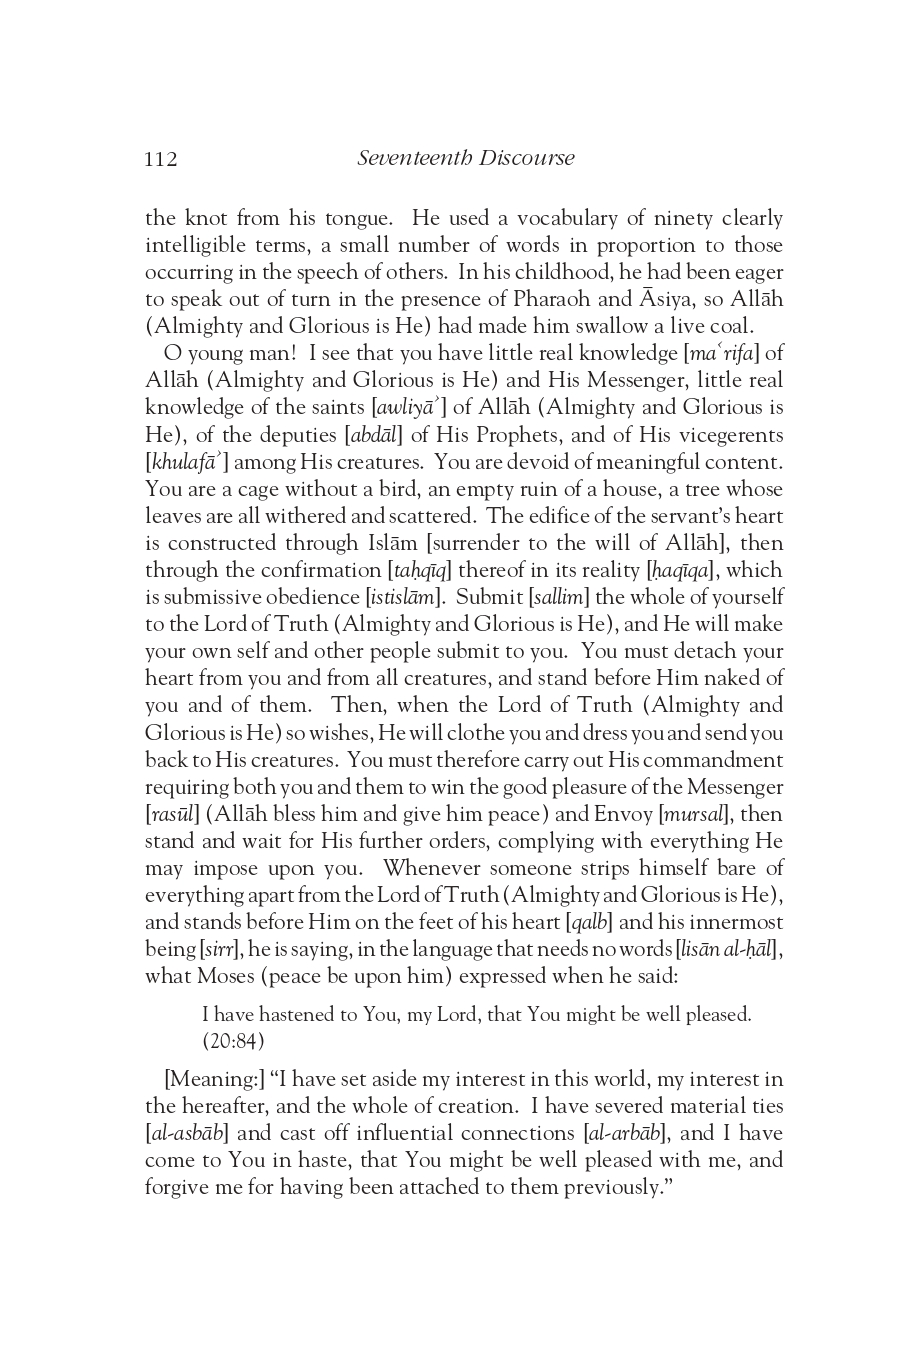 112
Seventeenth Discourse
the knot from his tongue. He used a vocabulary of ninety clearly
intelligible terms, a small number of words in proportion to those
occurring in the speech of others. In his childhood, he had been eager
to speak out of turn in the presence of Pharaoh and Āsiya, so Allāh
(Almighty and Glorious is He) had made him swallow a live coal.
O young man! I see that you have little real knowledge [maʿrifa] of
Allāh (Almighty and Glorious is He) and His Messenger, little real
knowledge of the saints [awliyāʾ] of Allāh (Almighty and Glorious is
He), of the deputies [abdāl] of His Prophets, and of His vicegerents
[khulafāʾ] among His creatures. You are devoid of meaningful content.
You are a cage without a bird, an empty ruin of a house, a tree whose
leaves are all withered and scattered. The edifice of the servant’s heart
is constructed through Islām [surrender to the will of Allāh], then
through the confirmation [taḥqīq] thereof in its reality [ḥaqīqa], which
is submissive obedience [istislām]. Submit [sallim] the whole of yourself
to the Lord of Truth (Almighty and Glorious is He), and He will make
your own self and other people submit to you. You must detach your
heart from you and from all creatures, and stand before Him naked of
you and of them. Then, when the Lord of Truth (Almighty and
Glorious is He) so wishes, He will clothe you and dress you and send you
back to His creatures. You must therefore carry out His commandment
requiring both you and them to win the good pleasure of the Messenger
[rasūl] (Allāh bless him and give him peace) and Envoy [mursal], then
stand and wait for His further orders, complying with everything He
may impose upon you. Whenever someone strips himself bare of
everything apart from the Lord of Truth (Almighty and Glorious is He),
and stands before Him on the feet of his heart [qalb] and his innermost
being [sirr], he is saying, in the language that needs no words [lisān al-ḥāl],
what Moses (peace be upon him) expressed when he said:
I have hastened to You, my Lord, that You might be well pleased.
(20:84)
[Meaning:] “I have set aside my interest in this world, my interest in
the hereafter, and the whole of creation. I have severed material ties
[al-asbāb] and cast off influential connections [al-arbāb], and I have
come to You in haste, that You might be well pleased with me, and
forgive me for having been attached to them previously.”